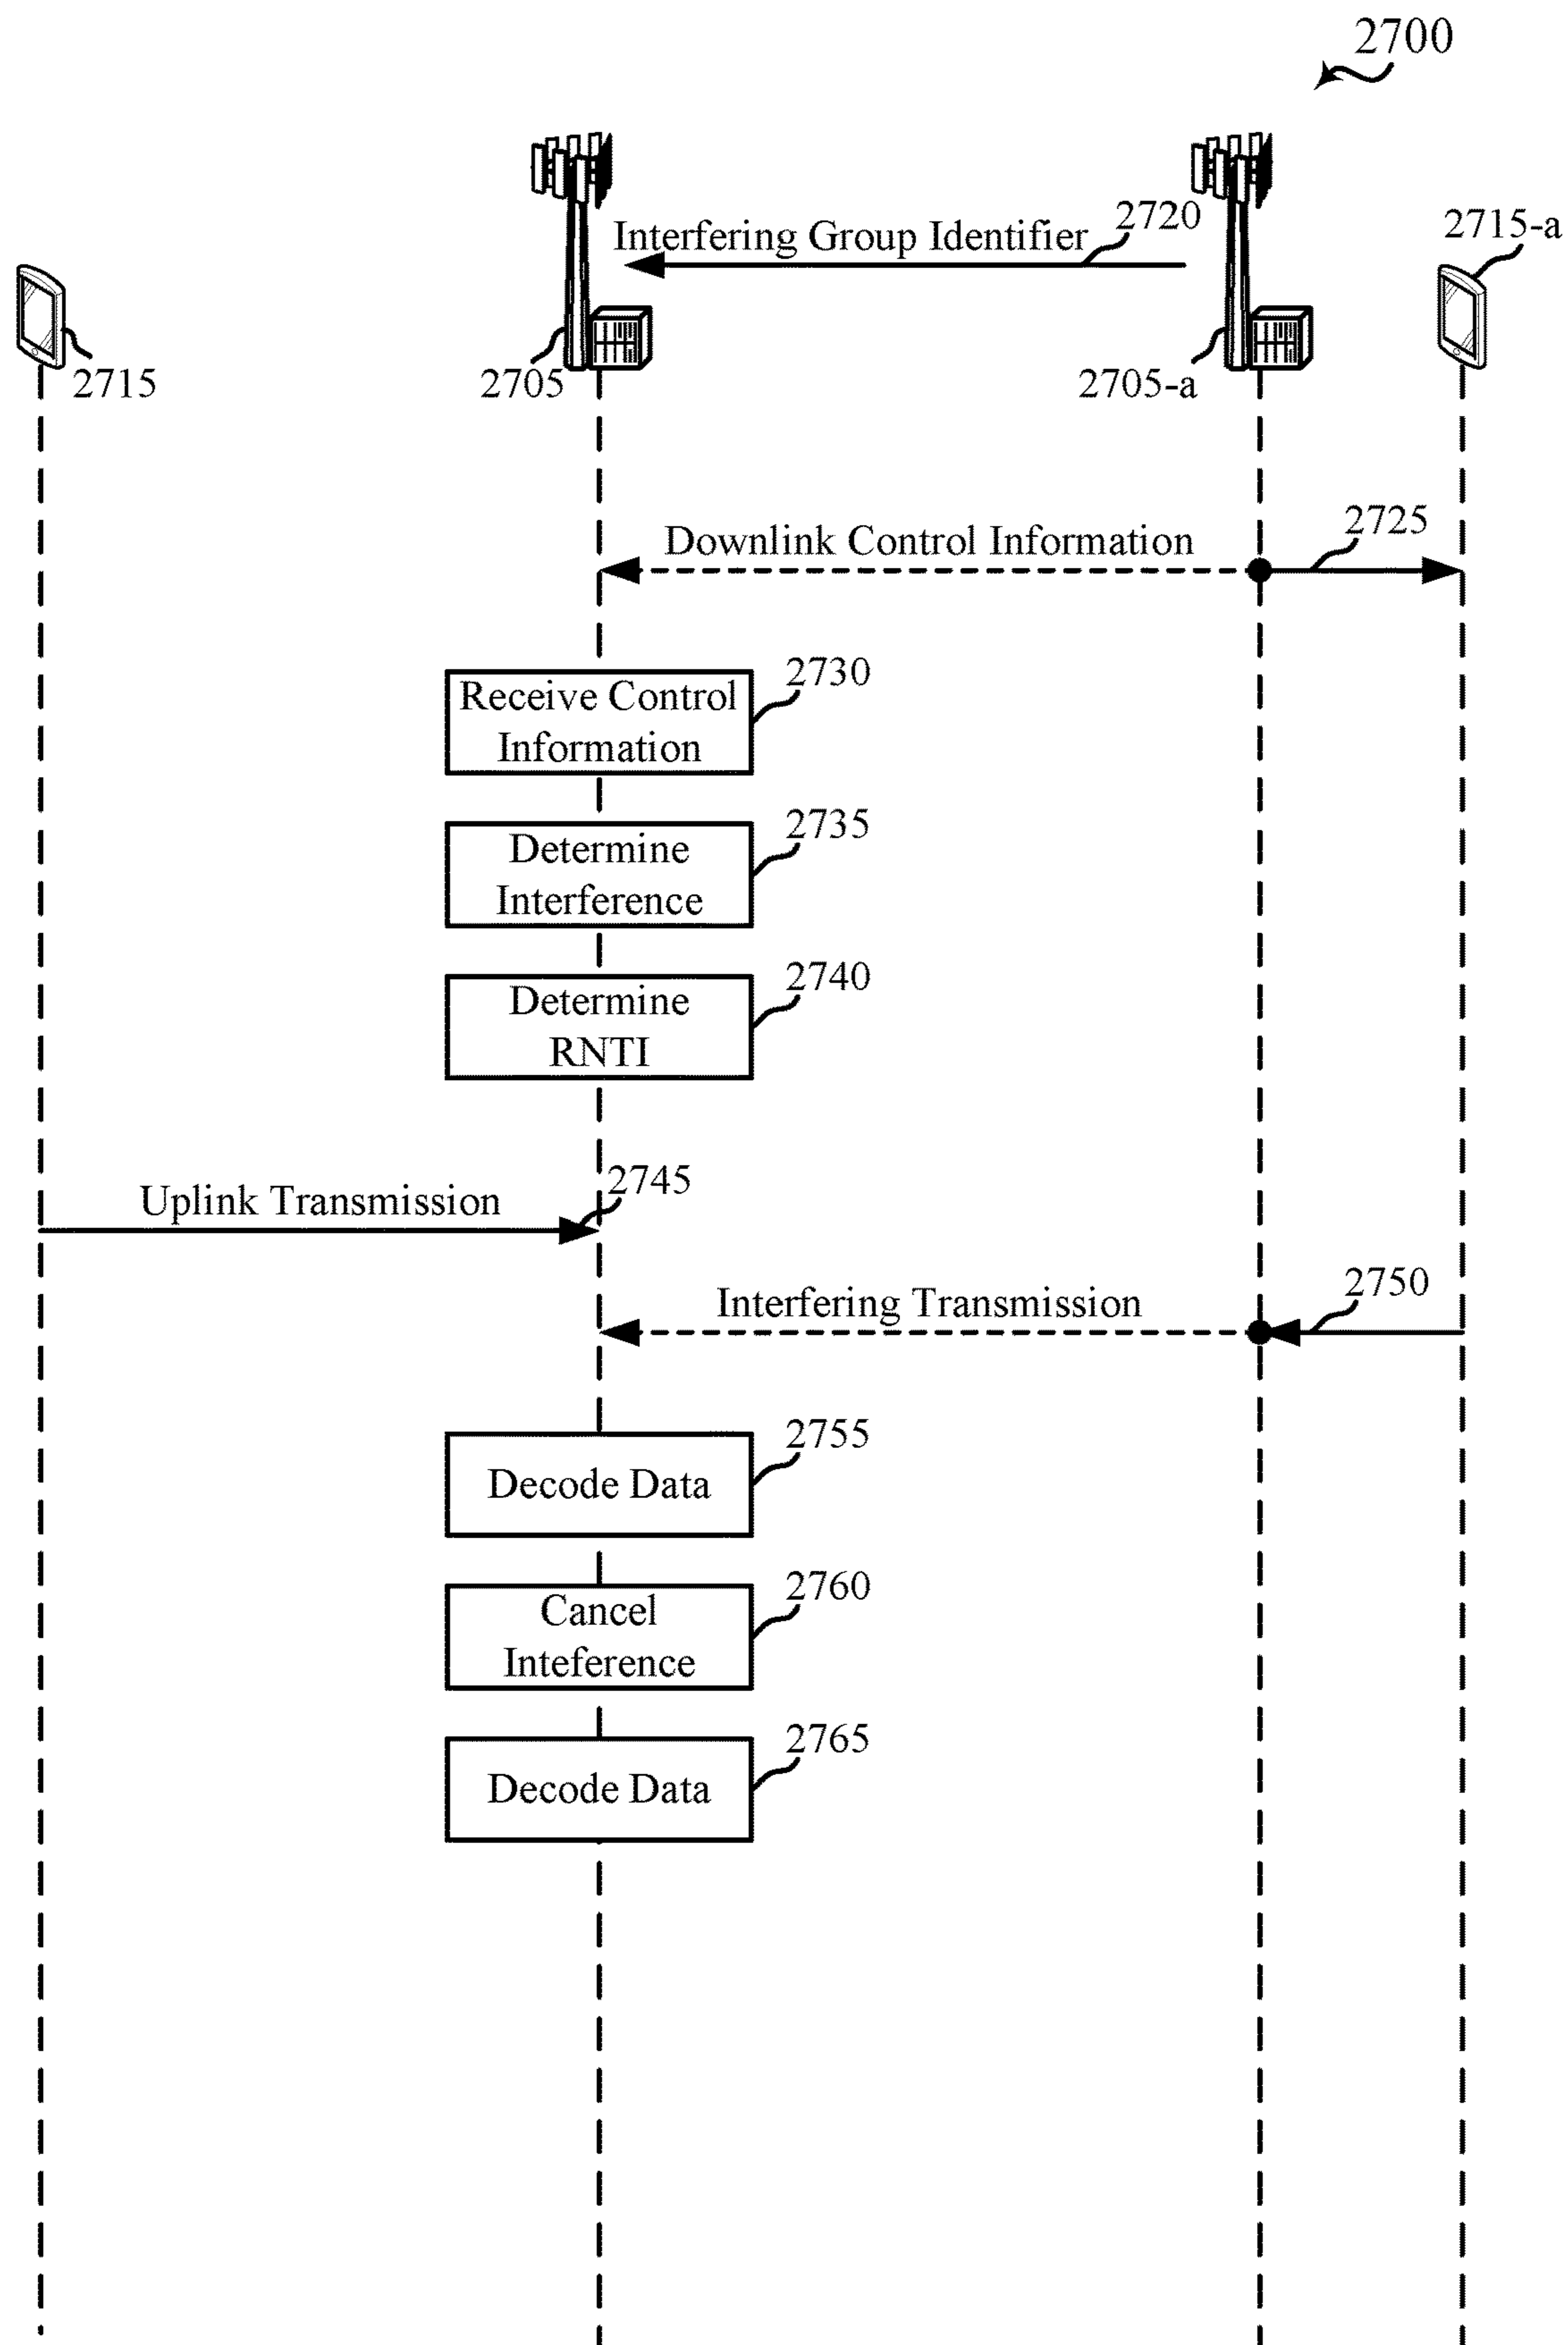 2700
Interfering Group Identifier
2720
2715-a
2715
2705
2705-a
Downlink Control Information
2725
2730
Receive Control
Information
2735
Determine
Interference
2740
Determine
RNTI
2745
Uplink Transmission
2750
Interfering Transmission
2755
Decode Data
2760
Cancel
Inteference
2765
Decode Data